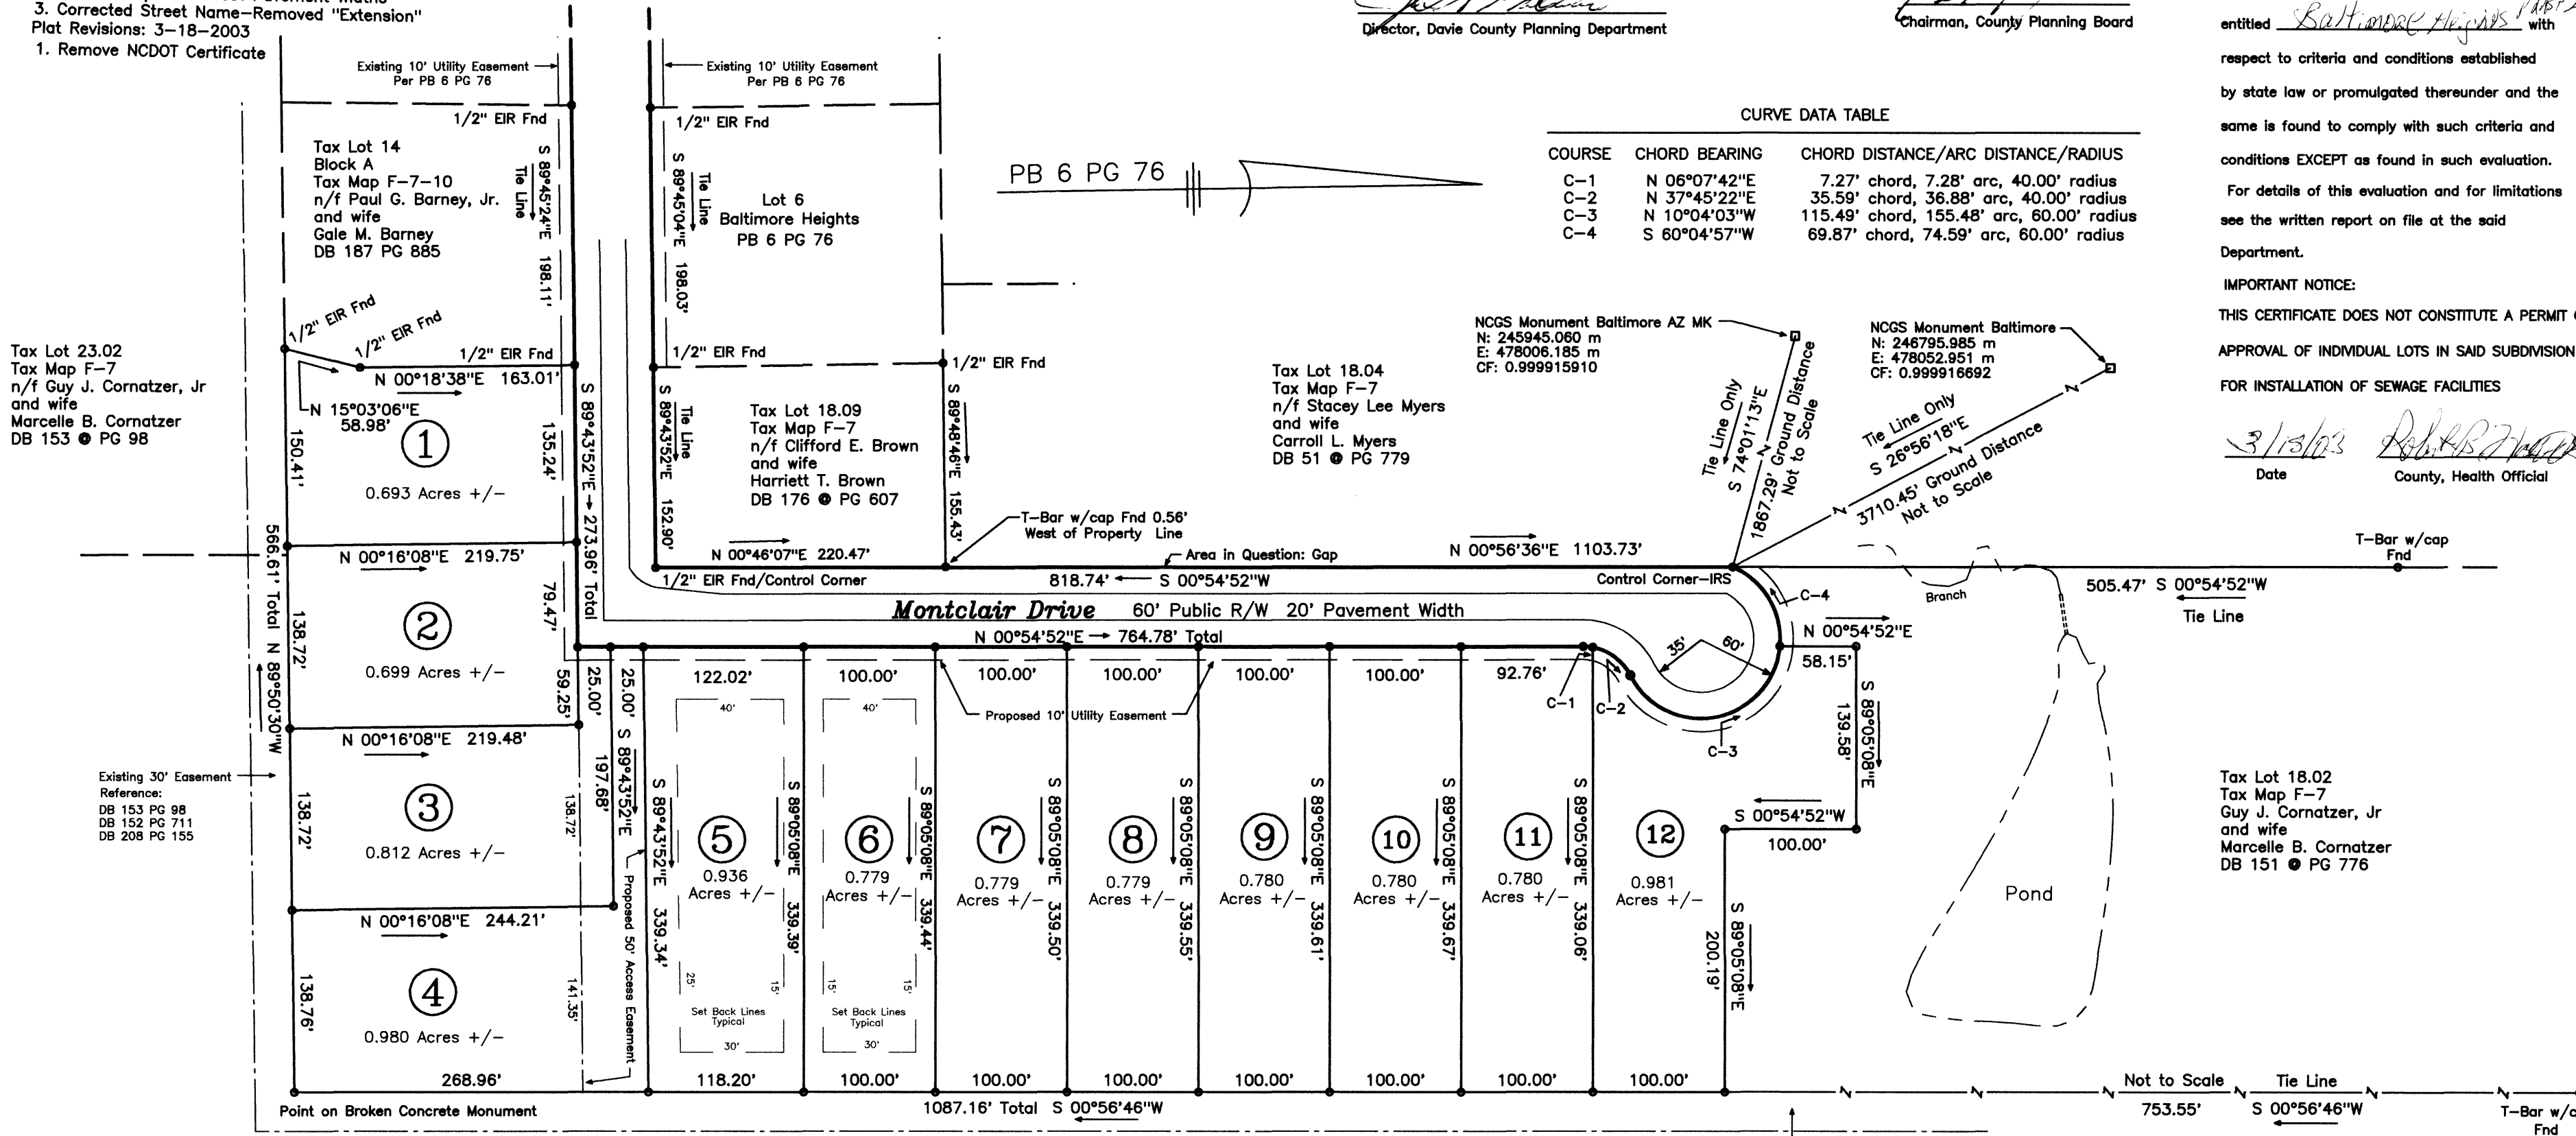 3. Corrected Street Name-Removed "Extension"
Plat Revisions: 3-18-2003
1. Remove NCDOT Certificate
Director, Davie County Planning Department
Chairman, County Planning Board
entitled Baltimore Heights with
respect to criteria and conditions established
by state law or promulgated thereunder and the
same is found to comply with such criteria and
conditions EXCEPT as found in such evaluation.
For details of this evaluation and for limitations
see the written report on file at the said
Department.
IMPORTANT NOTICE:
THIS CERTIFICATE DOES NOT CONSTITUTE A PERMIT
APPROVAL OF INDIVIDUAL LOTS IN SAID SUBDIVISION
FOR INSTALLATION OF SEWAGE FACILITIES
3/13/03
Date
County, Health Official
Existing 10' Utility Easement
Per PB 6 PG 76
Existing 10' Utility Easement
Per PB 6 PG 76
1/2" EIR Fnd
1/2" EIR Fnd
Tax Lot 14
Block A
Tax Map F-7-10
n/f Paul G. Barney, Jr.
and wife
Gale M. Barney
DB 187 PG 885
Tie Line
S 89°45'24"E 198.11'
S 89°45'04"E 198.03'
Tie Line
Lot 6
Baltimore Heights
PB 6 PG 76
PB 6 PG 76
CURVE DATA TABLE
COURSE CHORD BEARING CHORD DISTANCE/ARC DISTANCE/RADIUS
C-1 N 06°07'42"E 7.27' chord, 7.28' arc, 40.00' radius
C-2 N 37°45'22"E 35.59' chord, 36.88' arc, 40.00' radius
C-3 N 10°04'03"W 115.49' chord, 155.48' arc, 60.00' radius
C-4 S 60°04'57"W 69.87' chord, 74.59' arc, 60.00' radius
1/2" EIR Fnd
1/2" EIR Fnd
1/2" EIR Fnd
1/2" EIR Fnd
1/2" EIR Fnd
Tax Lot 23.02
Tax Map F-7
n/f Guy J. Cornatzer, Jr
and wife
Marcelle B. Cornatzer
DB 153 @ PG 98
N 00°18'38"E 163.01'
N 15°03'06"E
58.98'
150.41'
1
0.693 Acres +/-
135.24'
S 89°43'52"E 273.96' Total
S 89°43'52"E 152.90'
Tie Line
Tax Lot 18.09
Tax Map F-7
n/f Clifford E. Brown
and wife
Harriett T. Brown
DB 176 @ PG 607
S 89°48'46"E 155.43'
T-Bar w/cap Fnd 0.56'
West of Property Line
Tax Lot 18.04
Tax Map F-7
n/f Stacey Lee Myers
and wife
Carroll L. Myers
DB 51 @ PG 779
NCGS Monument Baltimore AZ MK
N: 245945.060 m
E: 478006.185 m
CF: 0.999915910
NCGS Monument Baltimore
N: 246795.985 m
E: 478052.951 m
CF: 0.999916692
Tie Line Only
S 74°01'13"E
1867.29' Ground Distance
Not to Scale
Tie Line Only
S 26°56'18"E
3710.45' Ground Distance
Not to Scale
N 00°46'07"E 220.47'
Area in Question: Gap
N 00°56'36"E 1103.73'
T-Bar w/cap
Fnd
1/2" EIR Fnd/Control Corner
818.74' S 00°54'52"W
Control Corner-IRS
Branch
505.47' S 00°54'52"W
Tie Line
Montclair Drive 60' Public R/W 20' Pavement Width
N 00°54'52"E 764.78' Total
C-4
N 00°54'52"E
58.15'
35'
60'
N 00°16'08"E 219.75'
566.61' Total N 89°50'30"W
138.72'
2
0.699 Acres +/-
79.47'
59.25'
25.00'
25.00'
S 89°43'52"E
197.68'
122.02'
100.00'
100.00'
100.00'
100.00'
100.00'
92.76'
Proposed 10' Utility Easement
C-1
C-2
C-3
S 89°05'08"E
139.58'
S 00°54'52"W
100.00'
N 00°16'08"E 219.48'
Existing 30' Easement
Reference:
DB 153 PG 98
DB 152 PG 711
DB 208 PG 155
138.72'
3
0.812 Acres +/-
138.72'
N 00°16'08"E 244.21'
138.76'
4
0.980 Acres +/-
141.35'
Proposed 50' Access Easement
268.96'
Point on Broken Concrete Monument
S 89°43'52"E 339.34'
40'
5
0.936
Acres +/-
25'
15'
Set Back Lines
Typical
30'
118.20'
S 89°05'08"E 339.39'
40'
6
0.779
Acres +/-
15'
15'
Set Back Lines
Typical
30'
100.00'
S 89°05'08"E 339.44'
7
0.779
Acres +/-
100.00'
S 89°05'08"E 339.50'
8
0.779
Acres +/-
100.00'
S 89°05'08"E 339.55'
9
0.780
Acres +/-
100.00'
S 89°05'08"E 339.61'
10
0.780
Acres +/-
100.00'
S 89°05'08"E 339.67'
11
0.780
Acres +/-
100.00'
S 89°05'08"E 339.06'
12
0.981
Acres +/-
100.00'
S 89°05'08"E
200.19'
Pond
Tax Lot 18.02
Tax Map F-7
Guy J. Cornatzer, Jr
and wife
Marcelle B. Cornatzer
DB 151 @ PG 776
1087.16' Total S 00°56'46"W
Not to Scale Tie Line
753.55' S 00°56'46"W
T-Bar w/c
Fnd